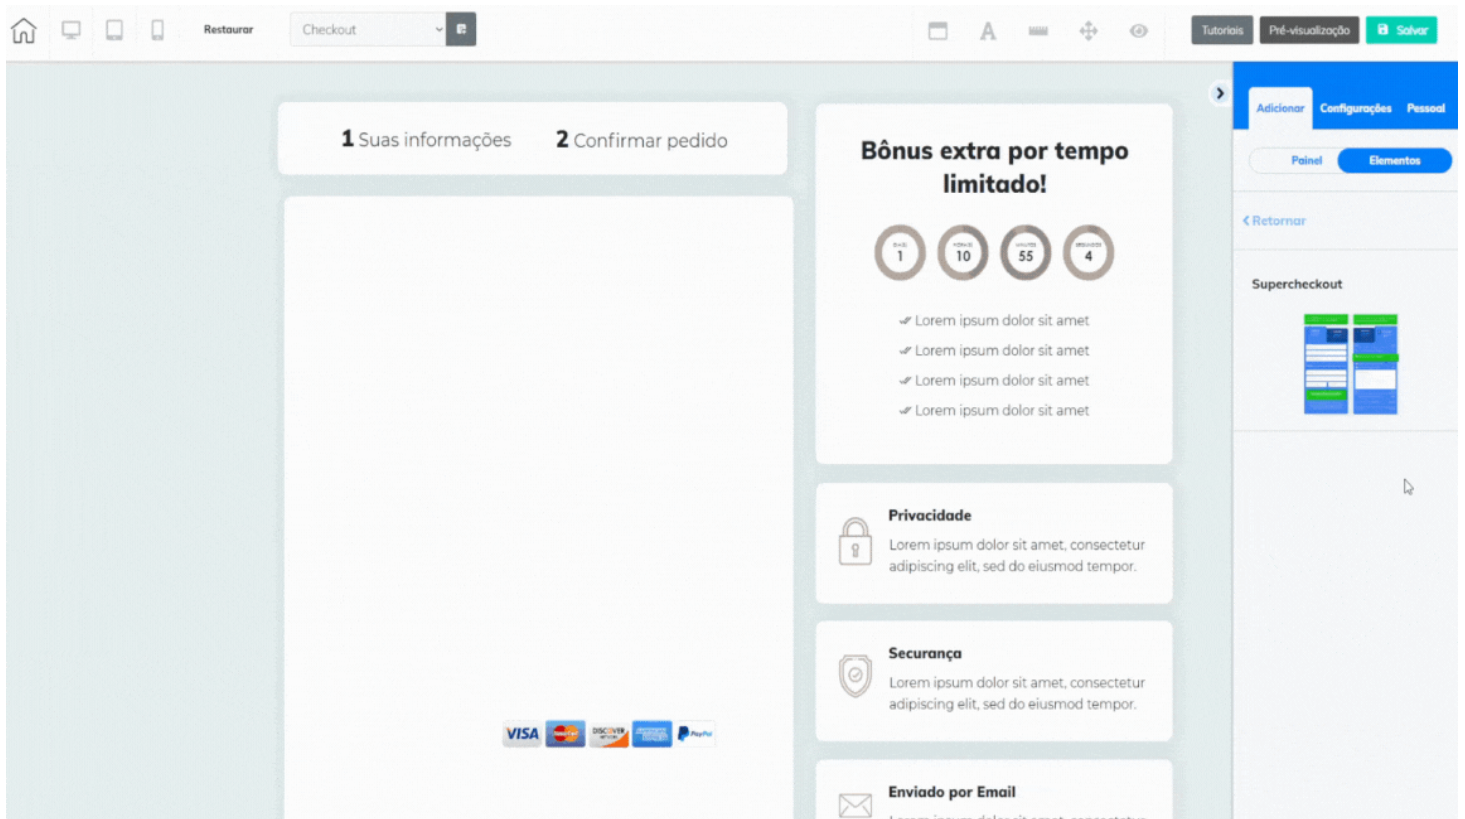 Restaurar
Checkout
Tutoriais
Pré-visualização
Salvar
1 Suas informações
2 Confirmar pedido
Bônus extra por tempo
limitado!
1
10
55
4
Lorem ipsum dolor sit amet
Lorem ipsum dolor sit amet
Lorem ipsum dolor sit amet
Lorem ipsum dolor sit amet
Privacidade
Lorem ipsum dolor sit amet, consectetur
adipiscing elit, sed do eiusmod tempor.
Segurança
Lorem ipsum dolor sit amet, consectetur
adipiscing elit, sed do eiusmod tempor.
Enviado por Email
VISA
DISCOVER
PayPal
Adicionar
Configurações
Pessoal
Painel
Elementos
Retornar
Supercheckout